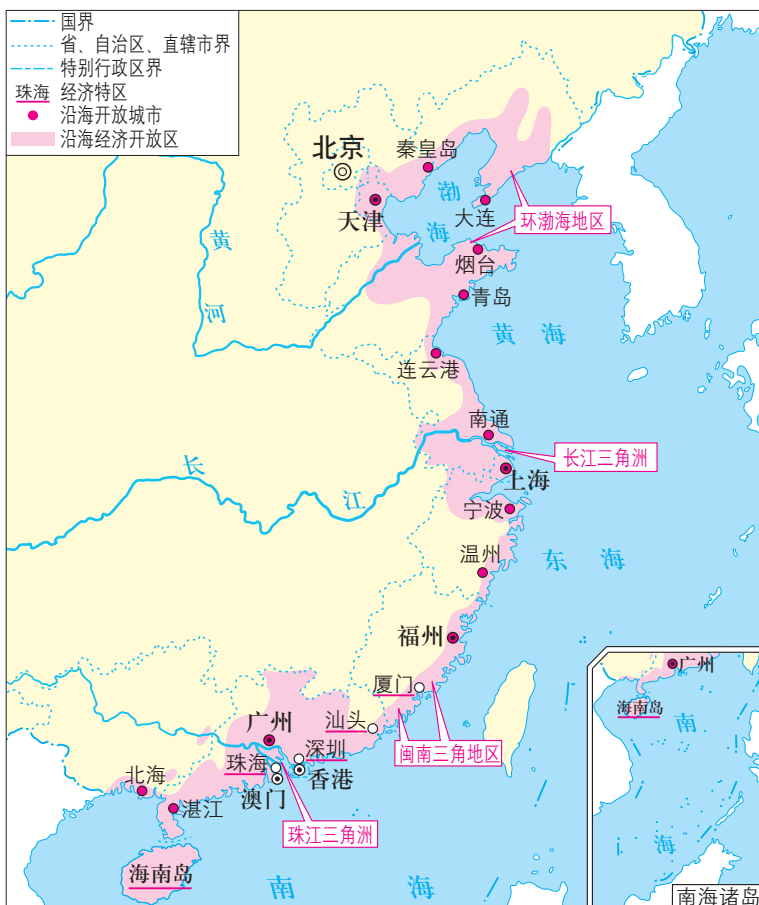 国界
省、自治区、直辖市界
特别行政区界
珠海 经济特区
沿海开放城市
沿海经济开放区
北京
秦皇岛
渤
海
天津
大连
环渤海地区
烟台
青岛
黄
河
黄海
连云港
南通
长江三角洲
长
江
上海
宁波
温州
东海
福州
厦门
汕头
闽南三角地区
广州
深圳
珠海
香港
澳门
北海
湛江
珠江三角洲
海南岛
南海
广州
海南岛
南
海
南海诸岛